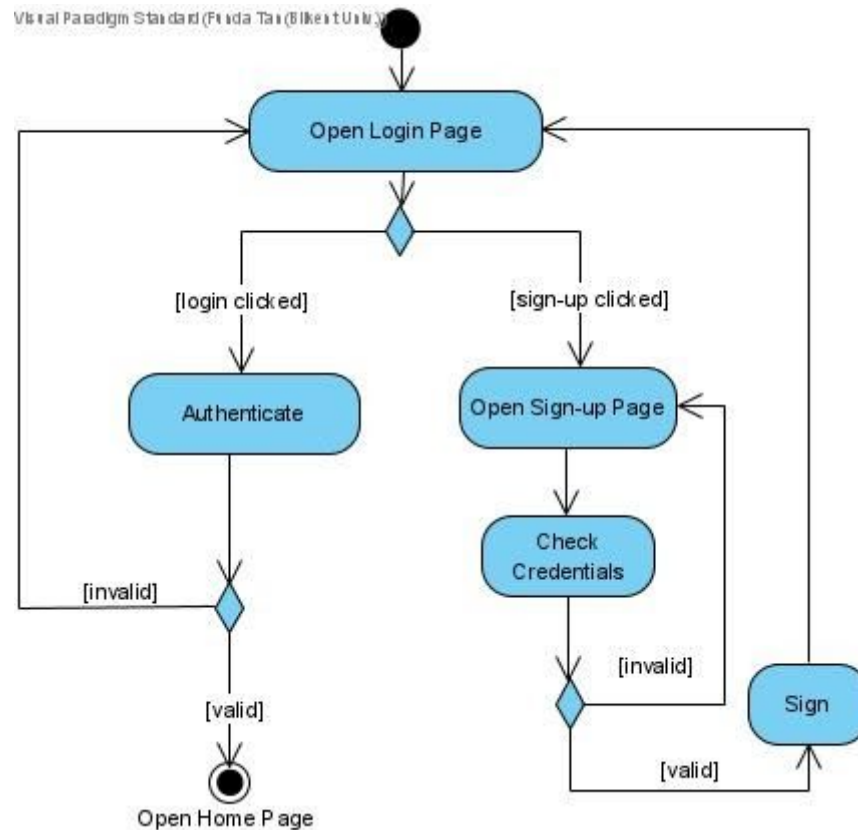 Visual Paradigm Standard (Funda Tan (Bilkent Univ.))
Open Login Page
[login clicked]
[sign-up clicked]
Authenticate
Open Sign-up Page
Check
Credentials
[invalid]
[invalid]
Sign
[valid]
[valid]
Open Home Page